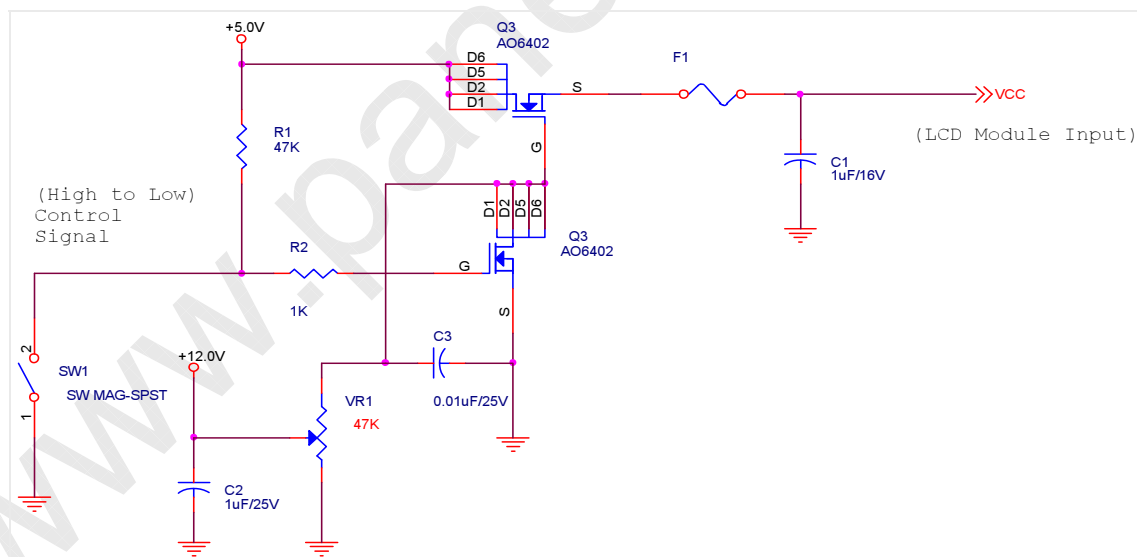 +5.0V
Q3
AO6402
D6
D5
D2
D1
S
G
F1
VCC
(LCD Module Input)
R1
47K
C1
1uF/16V
(High to Low)
Control
Signal
D1
D2
D5
D6
Q3
AO6402
R2
1K
G
S
C3
0.01uF/25V
+12.0V
2
SW1
SW MAG-SPST
1
VR1
47K
C2
1uF/25V
www.pane